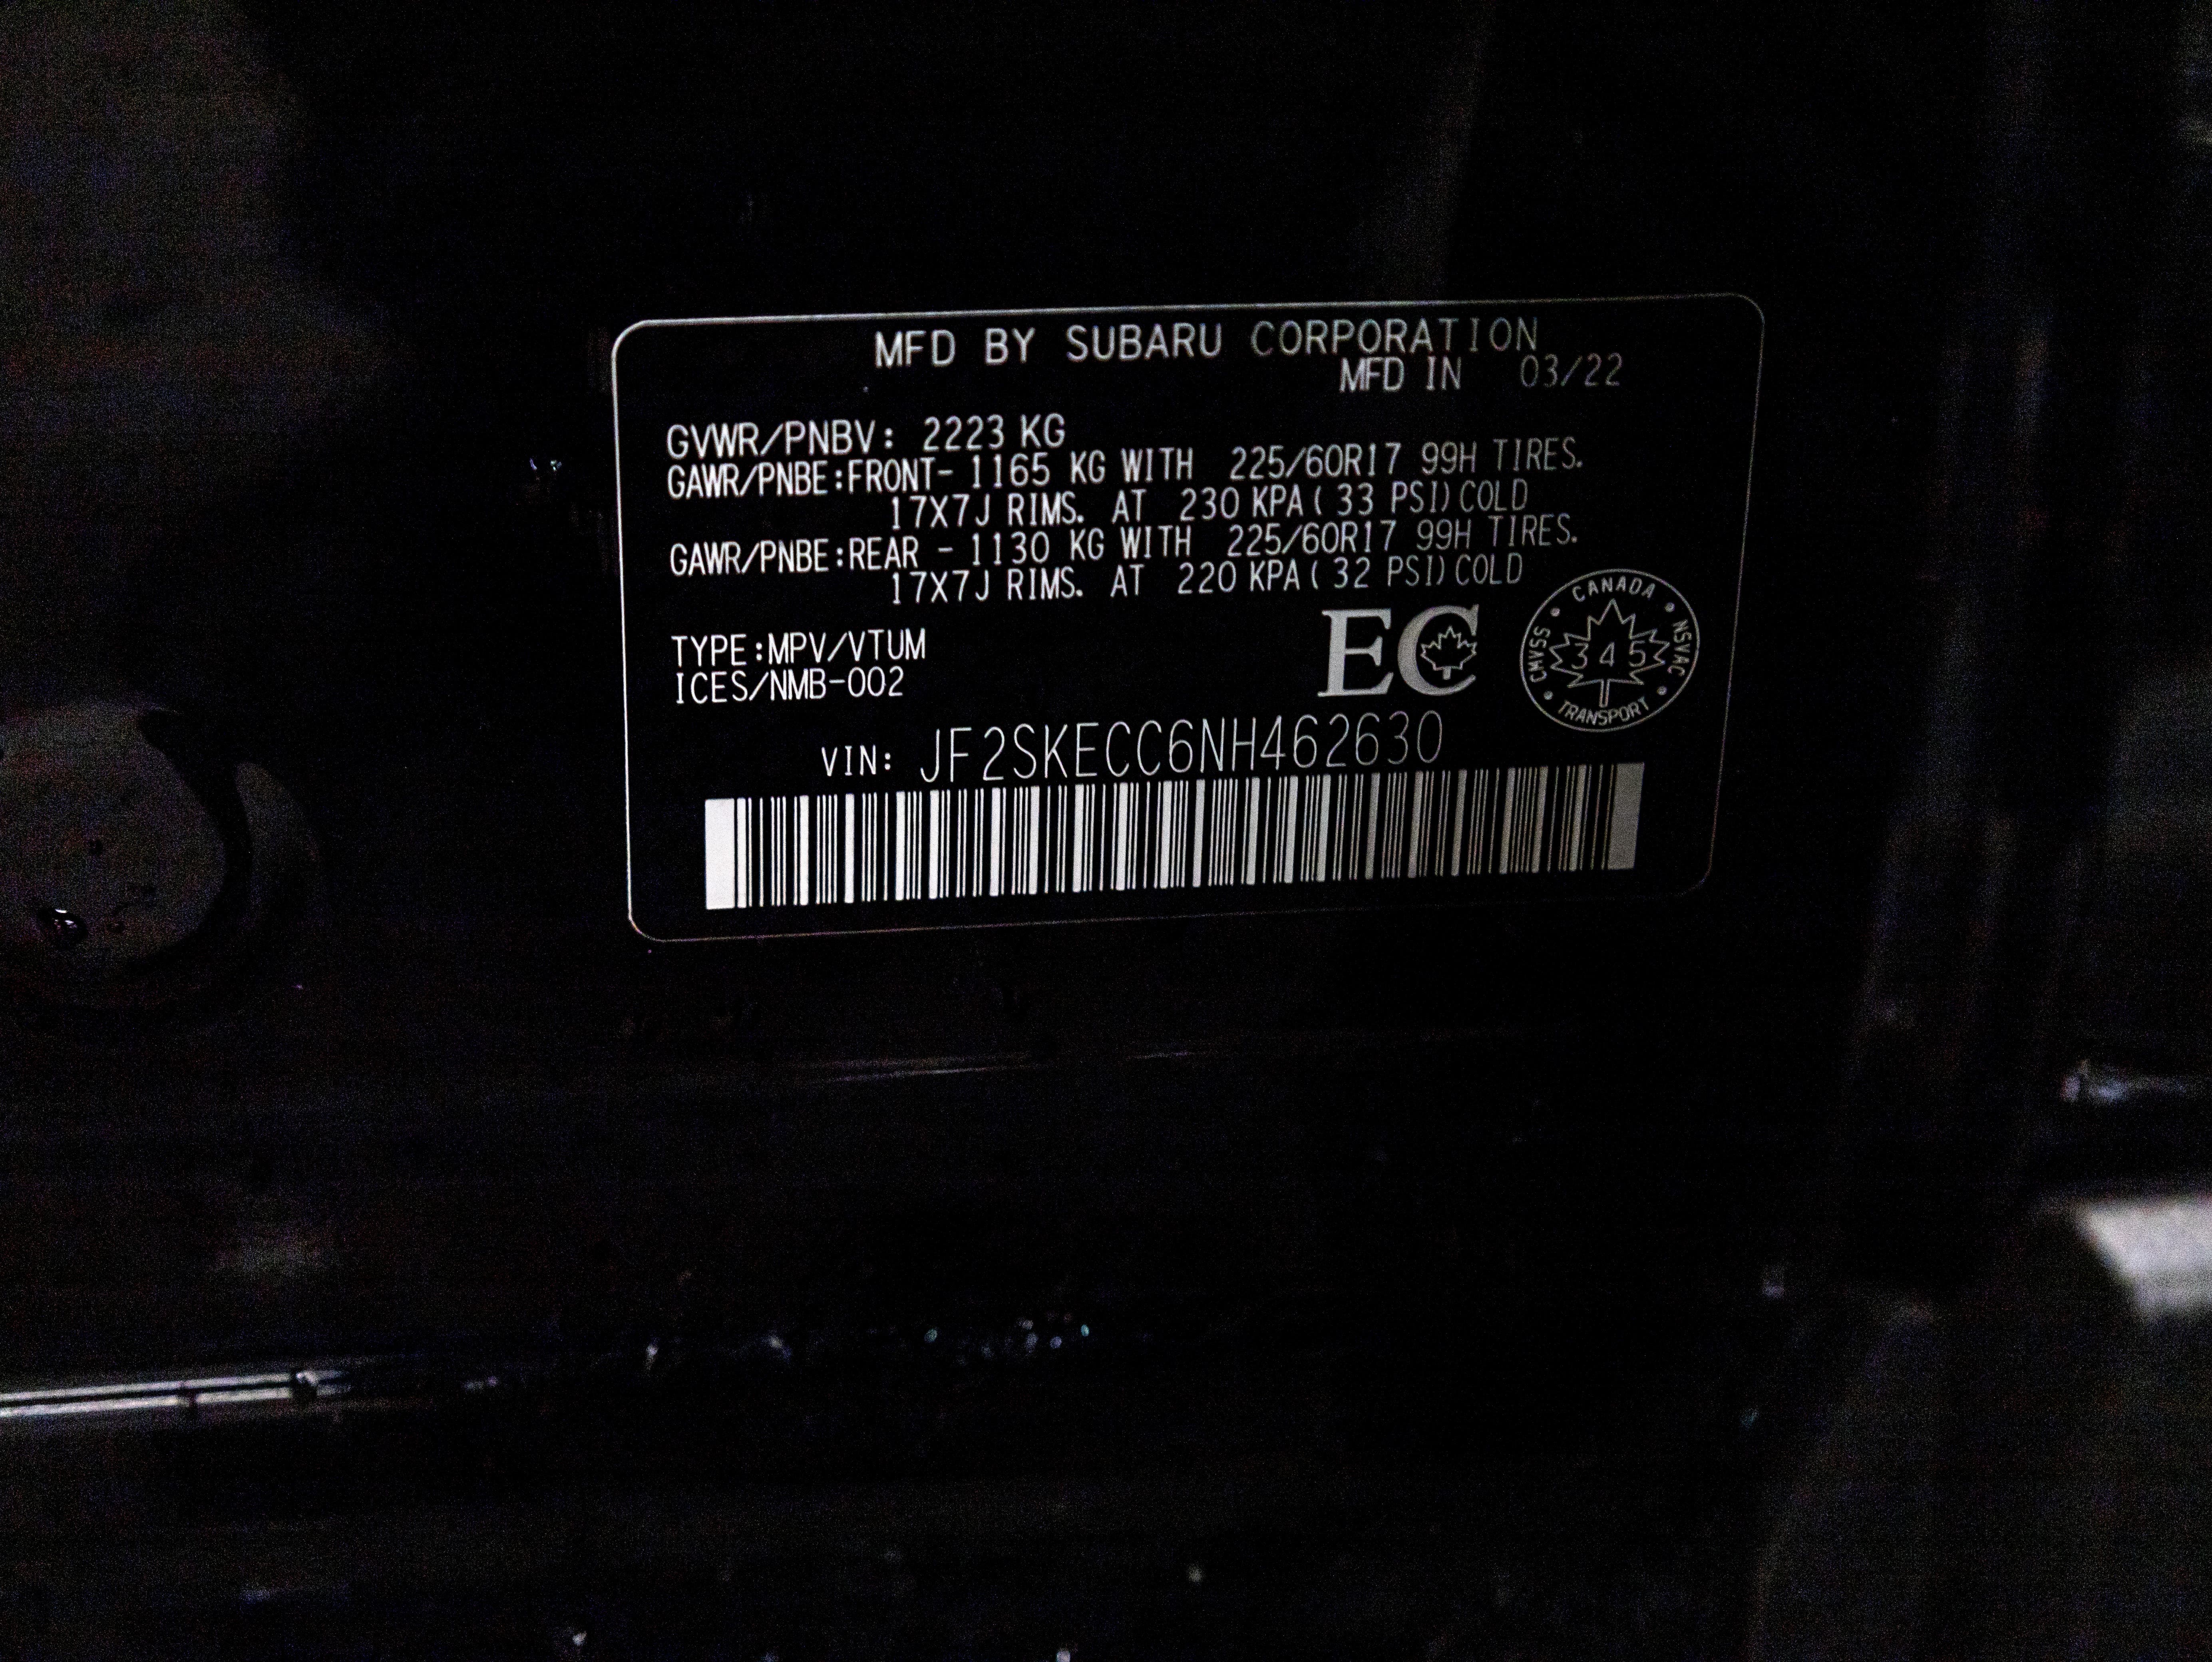 MFD BY SUBARU CORPORATION
MFD IN 03/22
GVWR/PNBV: 2223 KG
GAWR/PNBE:FRONT- 1165 KG WITH 225/60R17 99H TIRES.
17X7J RIMS. AT 230 KPA( 33 PSI)COLD
GAWR/PNBE:REAR - 1130 KG WITH 225/60R17 99H TIRES.
17X7J RIMS. AT 220 KPA( 32 PSI)COLD
TYPE:MPV/VTUM
ICES/NMB-002
EC
CANADA
CMVSS 345 NSVAC
TRANSPORT
VIN: JF2SKECC6NH462630